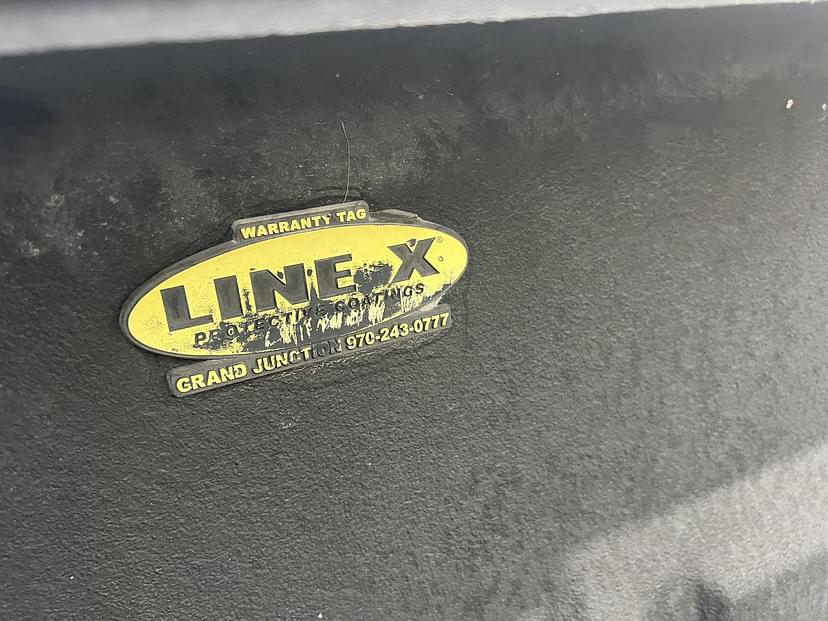 WARRANTY TAG
LINE-X®
PROTECTIVE COATINGS
GRAND JUNCTION 970-243-0777